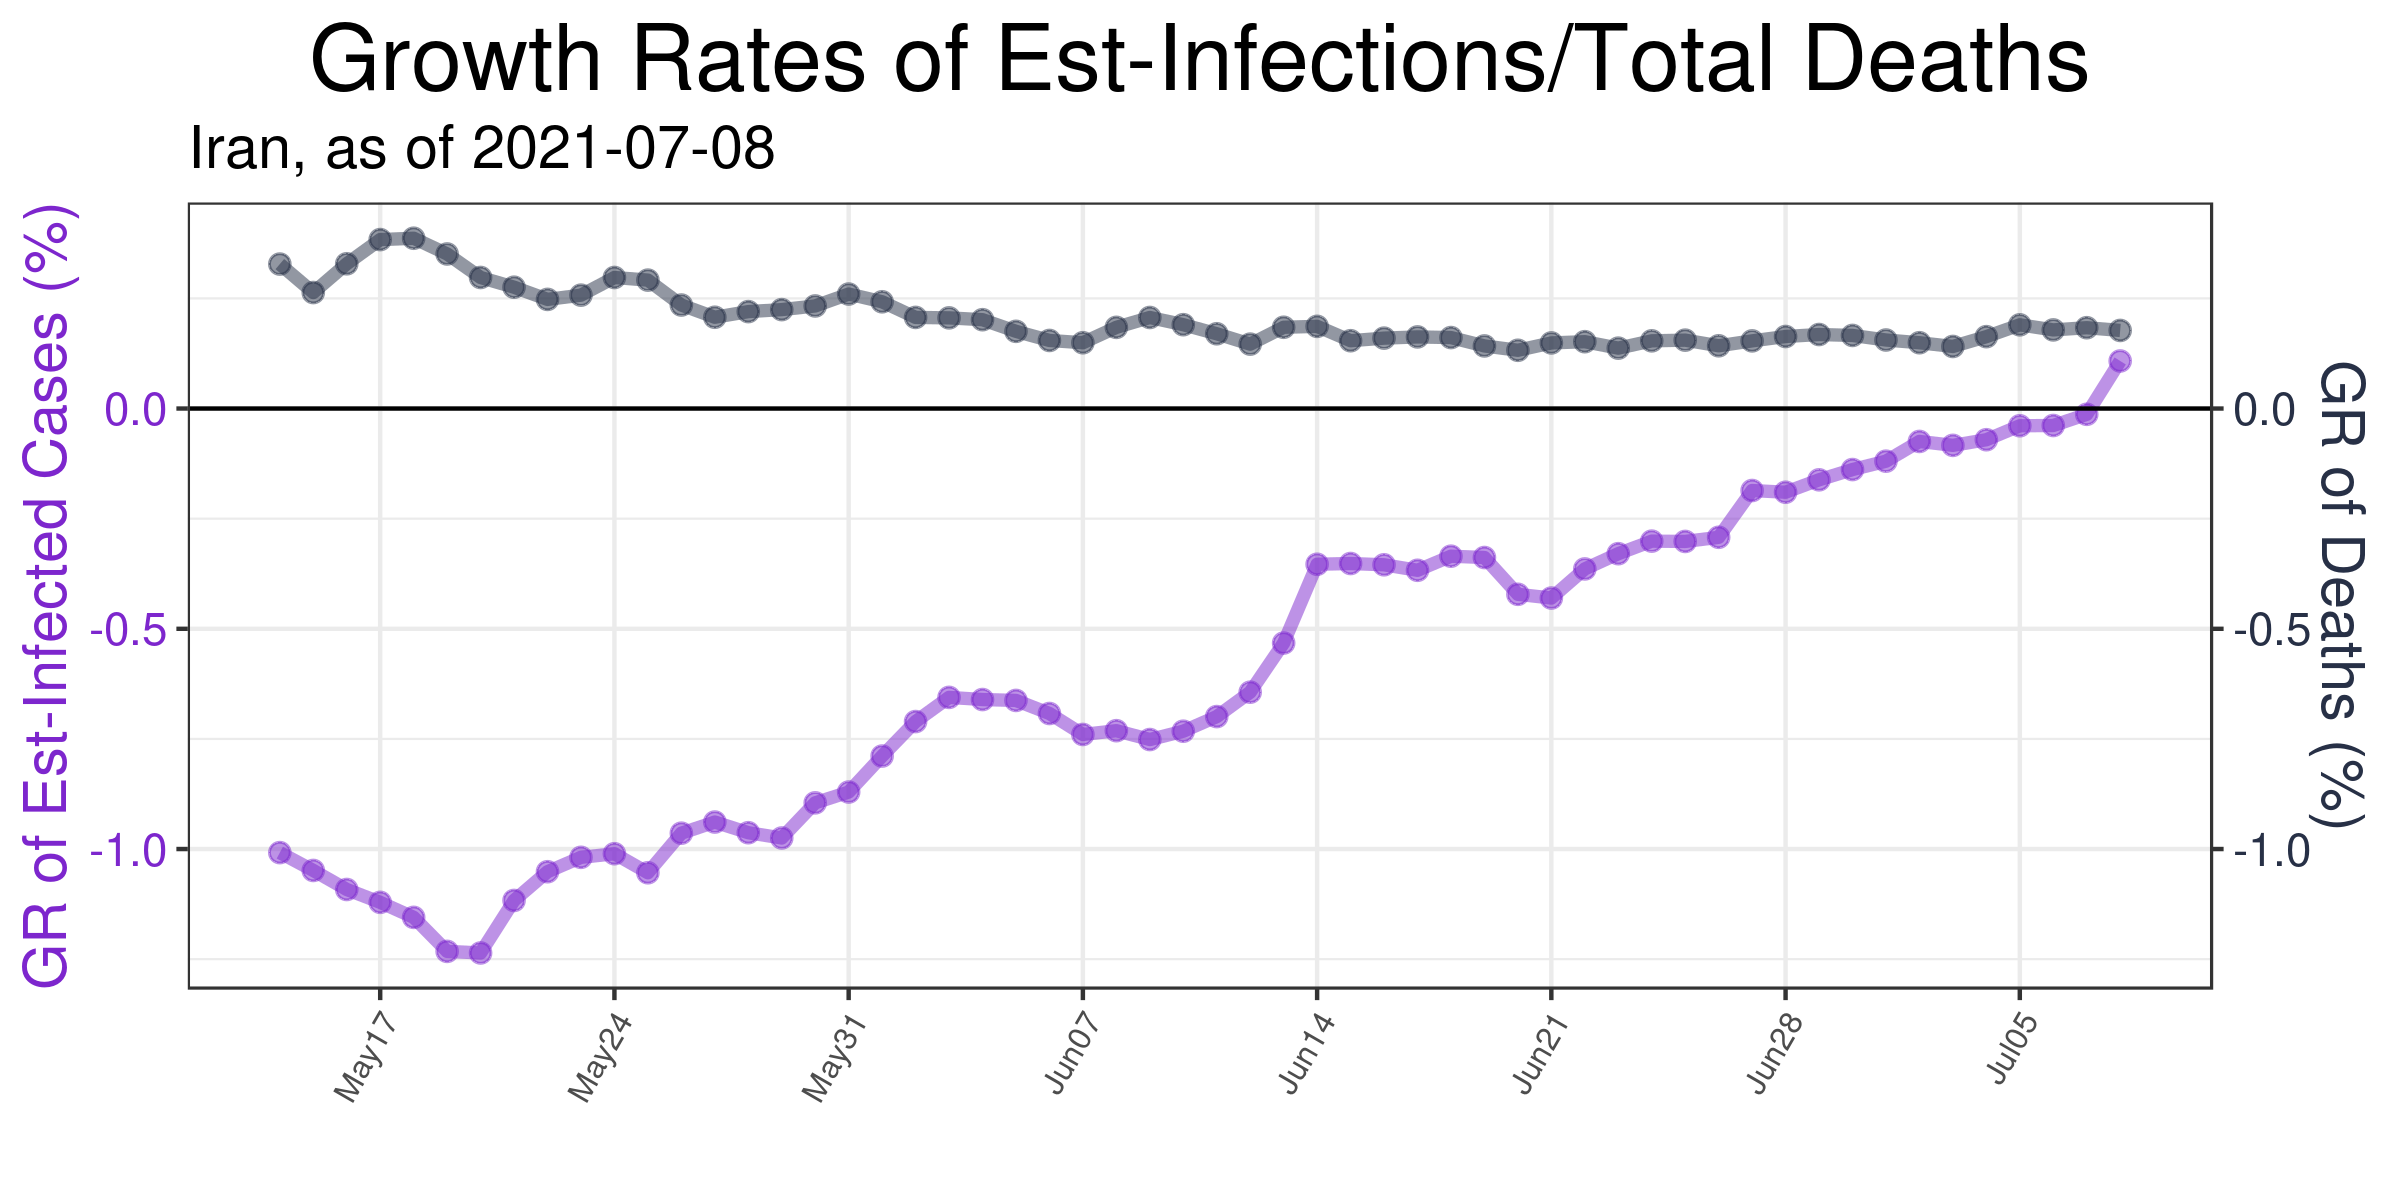 Growth Rates of Est-Infections/Total Deaths
Iran, as of 2021-07-08
GR of Est-Infected Cases (%)
0.0
-0.5
-1.0
0.0
-0.5
-1.0
GR of Deaths (%)
May17
May24
May31
Jun07
Jun14
Jun21
Jun28
Jul05